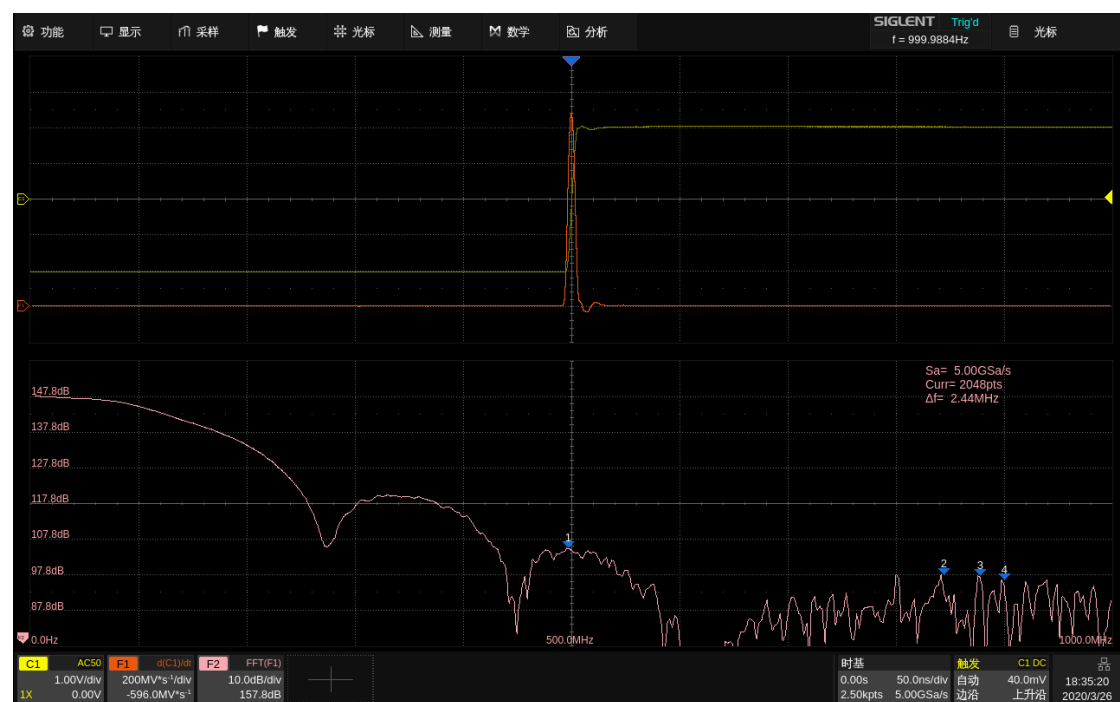 功能 显示 采样 触发 光标 测量 数学 分析 SIGLENT Trig'd 光标
f = 999.9884Hz
Sa= 5.00GSa/s
Curr= 2048pts
Δf= 2.44MHz
147.8dB
137.8dB
127.8dB
117.8dB
107.8dB
1
2 3 4
97.8dB
87.8dB
0.0Hz 500.0MHz 1000.0MHz
C1 AC50 F1 d(C1)/dt F2 FFT(F1) 时基 触发 C1 DC
1.00V/div 200MV*s⁻¹/div 10.0dB/div 0.00s 50.0ns/div 自动 40.0mV 18:35:20
1X 0.00V -596.0MV*s⁻¹ 157.8dB 2.50kpts 5.00GSa/s 边沿 上升沿 2020/3/26